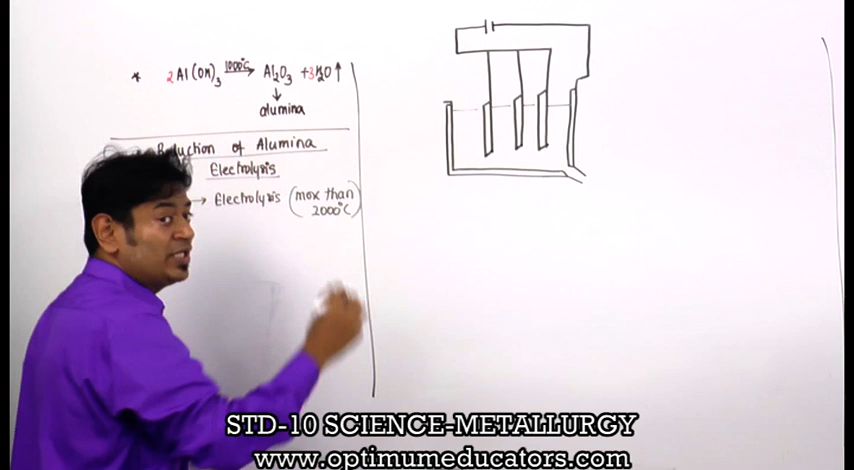 * 2Al(OH)₃ 1000°C→ Al₂O₃ + 3H₂O ↑
↓
alumina
Reduction of Alumina
Electrolysis
→ Electrolysis (mox than
2000°C)
STD-10 SCIENCE-METALLURGY
www.optimumeducators.com